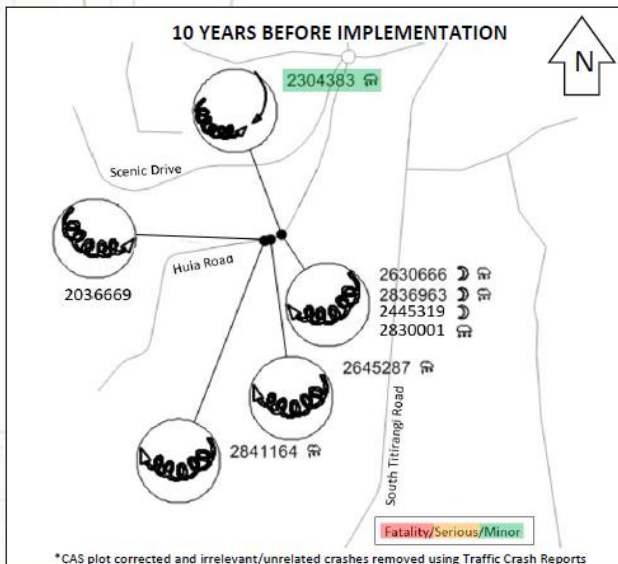 10 YEARS BEFORE IMPLEMENTATION
N
2304383
Scenic Drive
Huia Road
2036669
2630666
2836963
2445319
2830001
2645287
2841164
South Titirangi Road
Fatality/Serious/Minor
*CAS plot corrected and irrelevant/unrelated crashes removed using Traffic Crash Reports